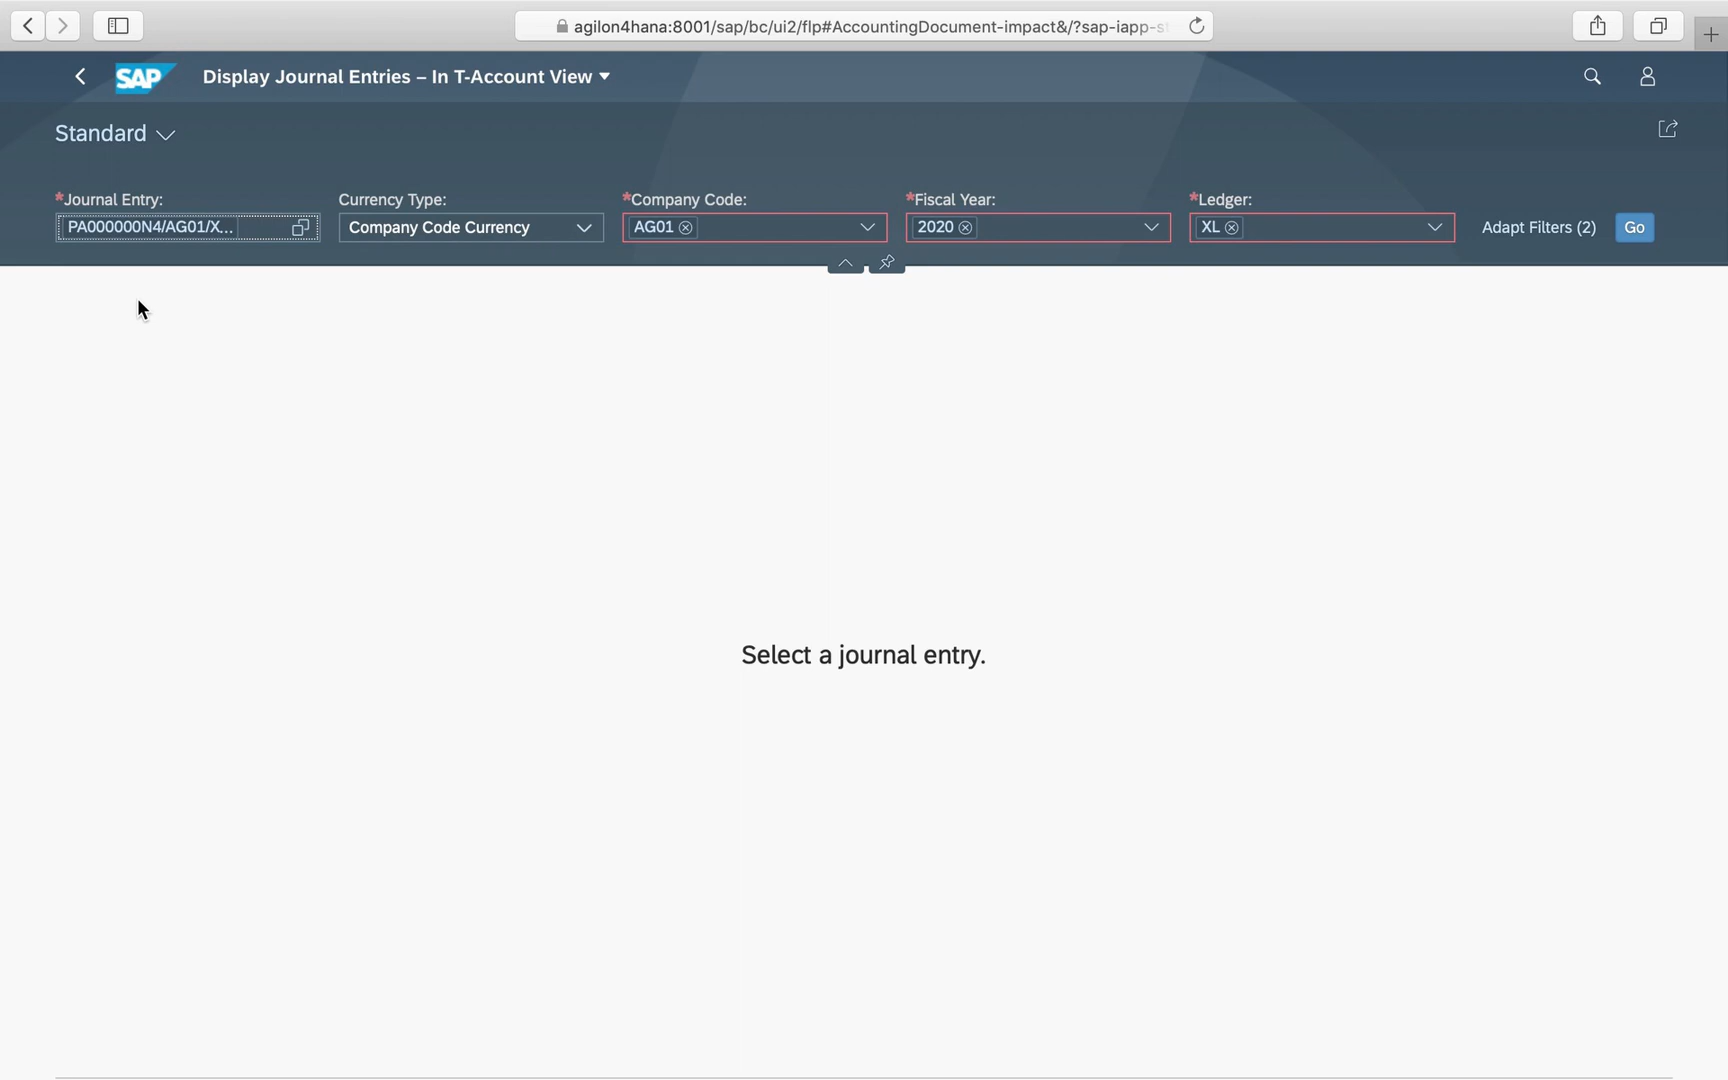 agilon4hana:8001/sap/bc/ui2/flp#AccountingDocument-impact&/?sap-iapp-s
SAP
Display Journal Entries – In T-Account View
Standard
*Journal Entry:
Currency Type:
*Company Code:
*Fiscal Year:
*Ledger:
PA000000N4/AG01/X...
Company Code Currency
AG01
2020
XL
Adapt Filters (2)
Go
Select a journal entry.